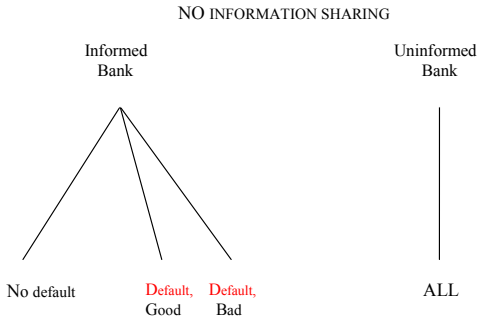 NO INFORMATION SHARING
Informed
Bank
Uninformed
Bank
No default
Default,
Good
Default,
Bad
ALL